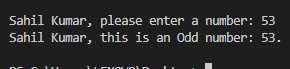 Sahil Kumar, please enter a number: 53
Sahil Kumar, this is an Odd number: 53.